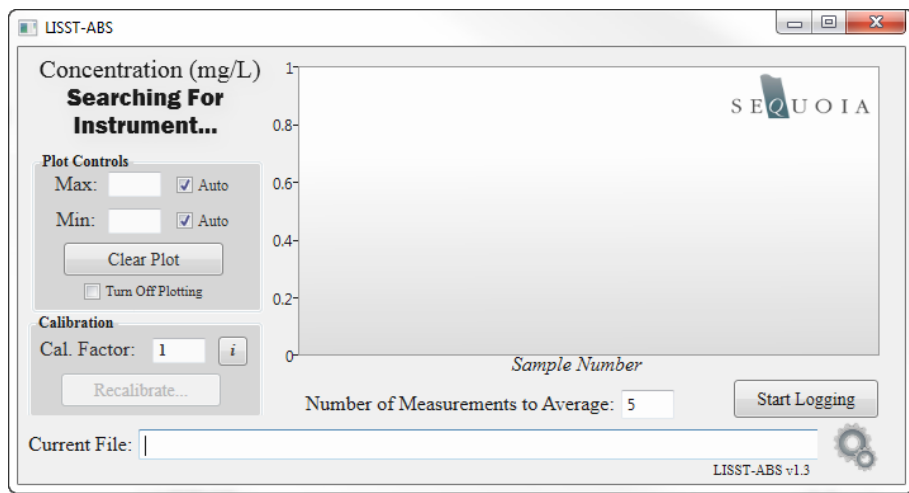 LISST-ABS
Concentration (mg/L)
Searching For
Instrument...
Plot Controls
Max:
Auto
Min:
Auto
Clear Plot
Turn Off Plotting
Calibration
Cal. Factor: 1 i
Recalibrate...
1
0.8
0.6
0.4
0.2
0
SEQUOIA
Sample Number
Number of Measurements to Average: 5
Start Logging
Current File:
LISST-ABS v1.3